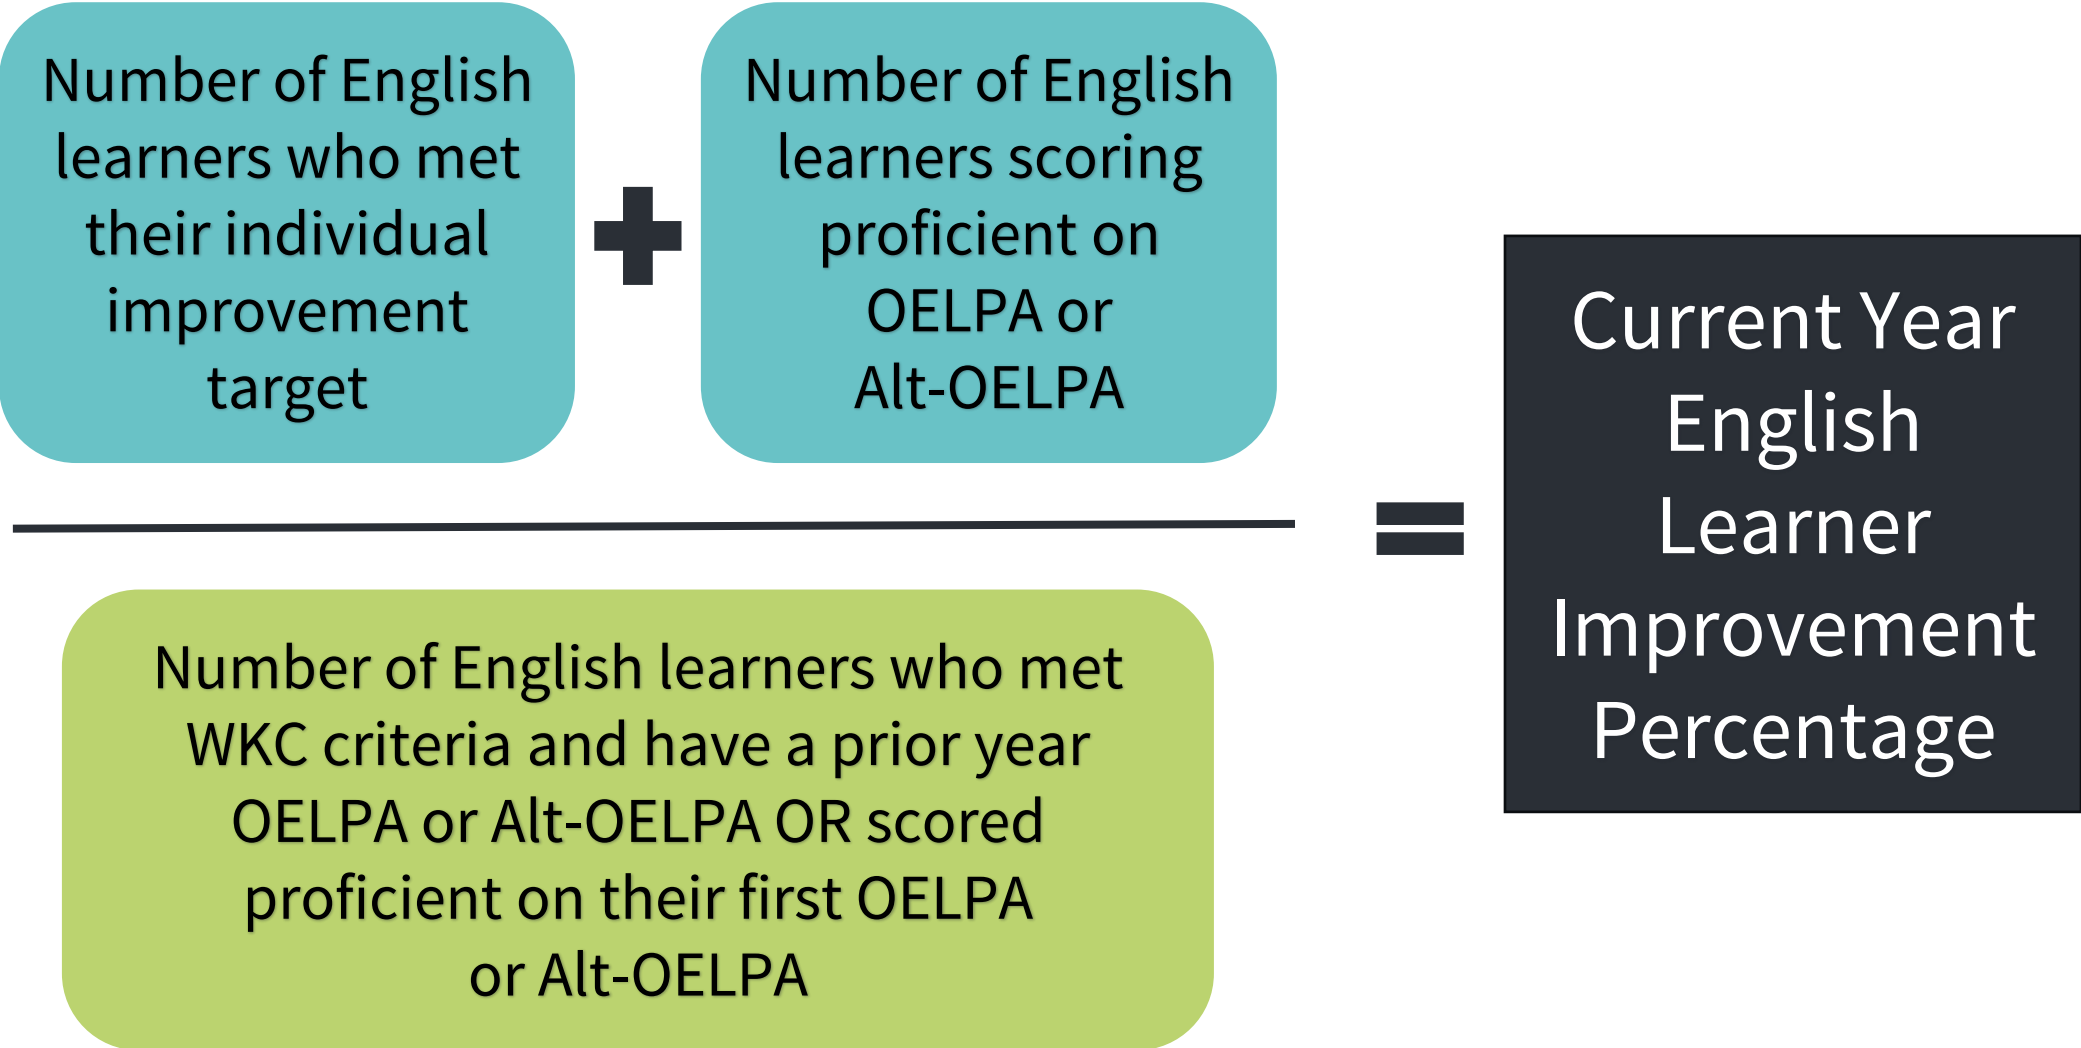 Number of English
learners who met
their individual
improvement
target
Number of English
learners scoring
proficient on
OELPA or
Alt-OELPA
Number of English learners who met
WKC criteria and have a prior year
OELPA or Alt-OELPA OR scored
proficient on their first OELPA
or Alt-OELPA
Current Year
English
Learner
Improvement
Percentage